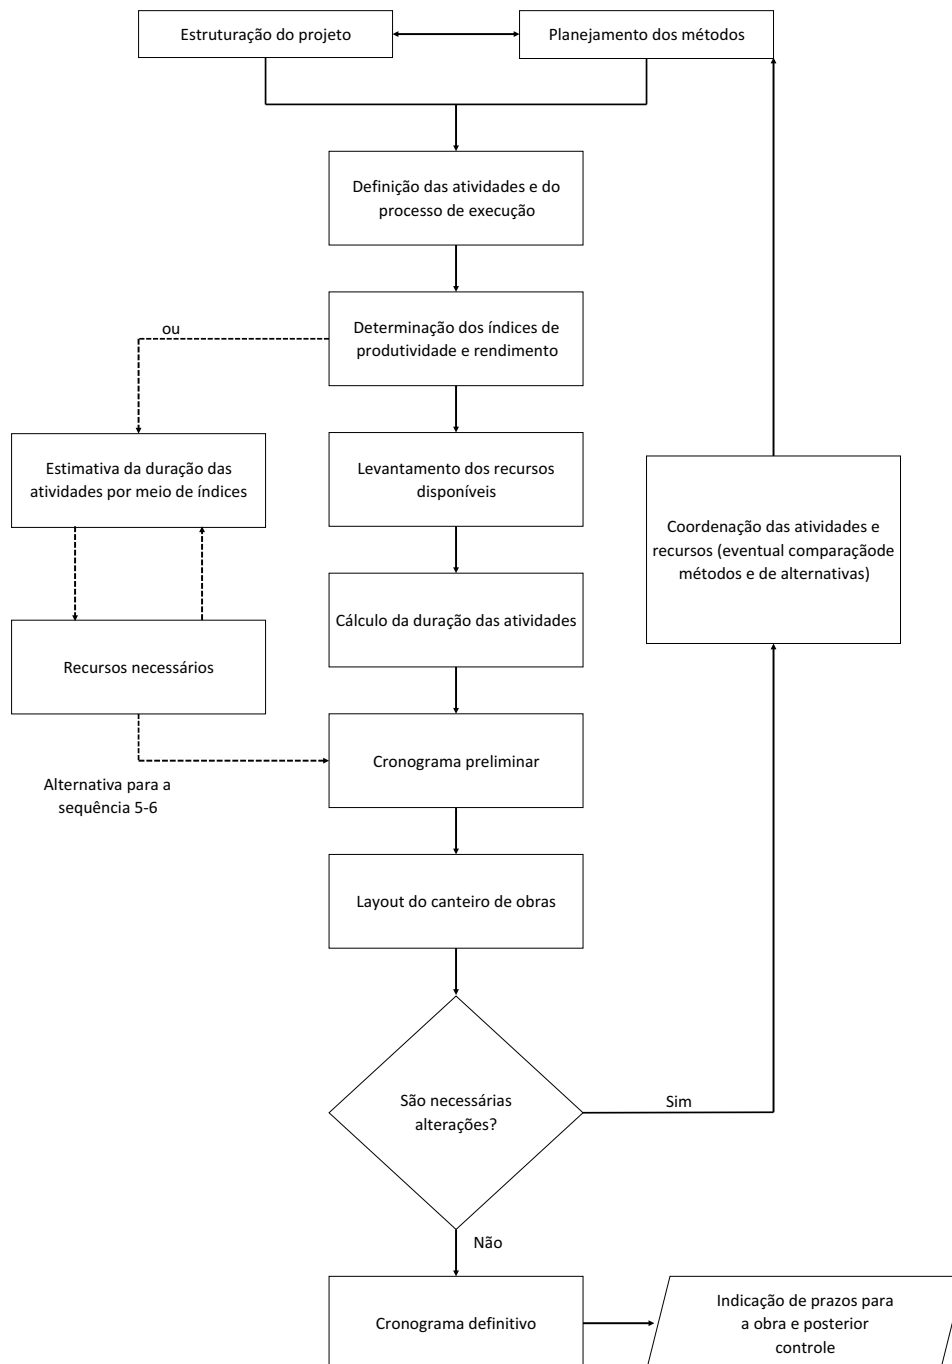 Estruturação do projeto
Planejamento dos métodos
Definição das atividades e do
processo de execução
ou
Determinação dos índices de
produtividade e rendimento
Estimativa da duração das
atividades por meio de índices
Levantamento dos recursos
disponíveis
Coordenação das atividades e
recursos (eventual comparaçãode
métodos e de alternativas)
Cálculo da duração das atividades
Recursos necessários
Cronograma preliminar
Alternativa para a
sequência 5-6
Layout do canteiro de obras
São necessárias
alterações?
Sim
Não
Cronograma definitivo
Indicação de prazos para
a obra e posterior
controle